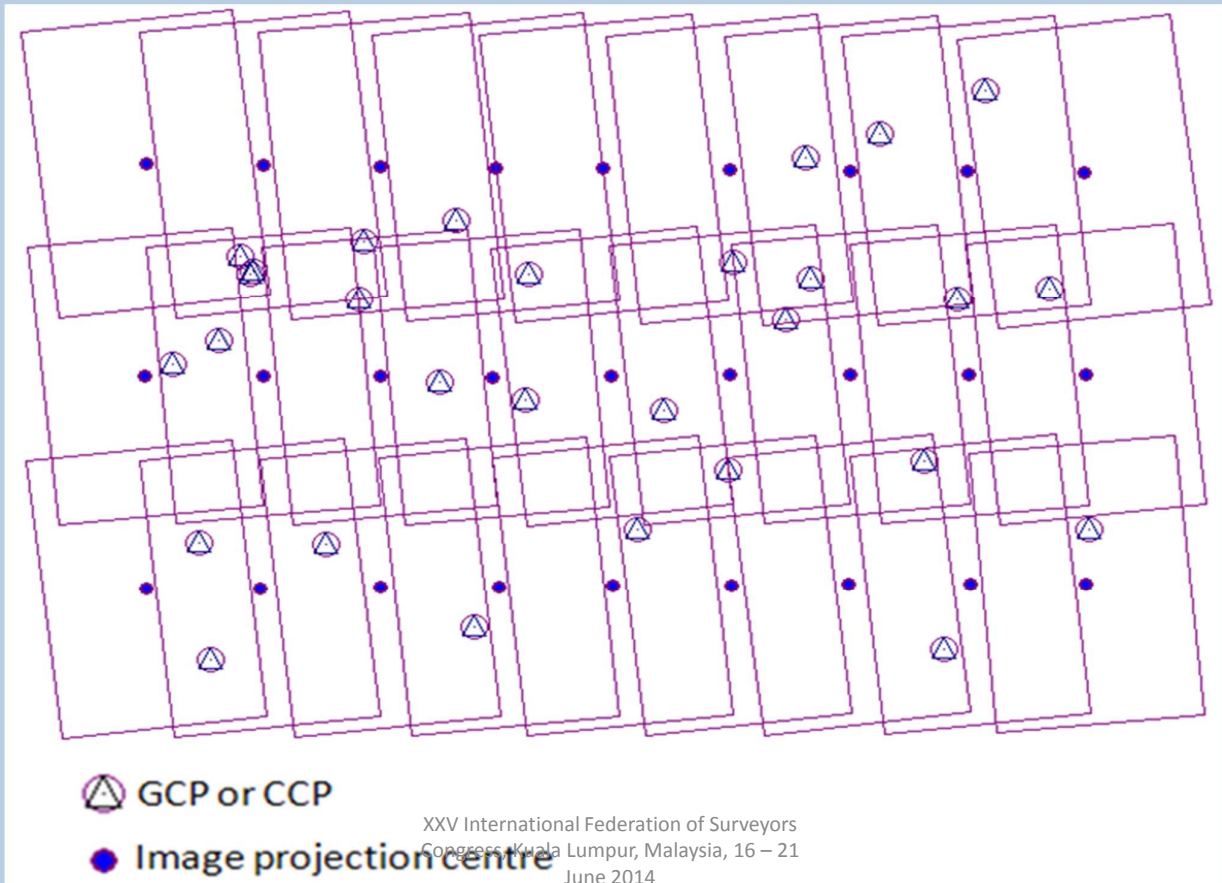 GCP or CCP
Image projection centre
XXV International Federation of Surveyors
Congress, Kuala Lumpur, Malaysia, 16 – 21
June 2014